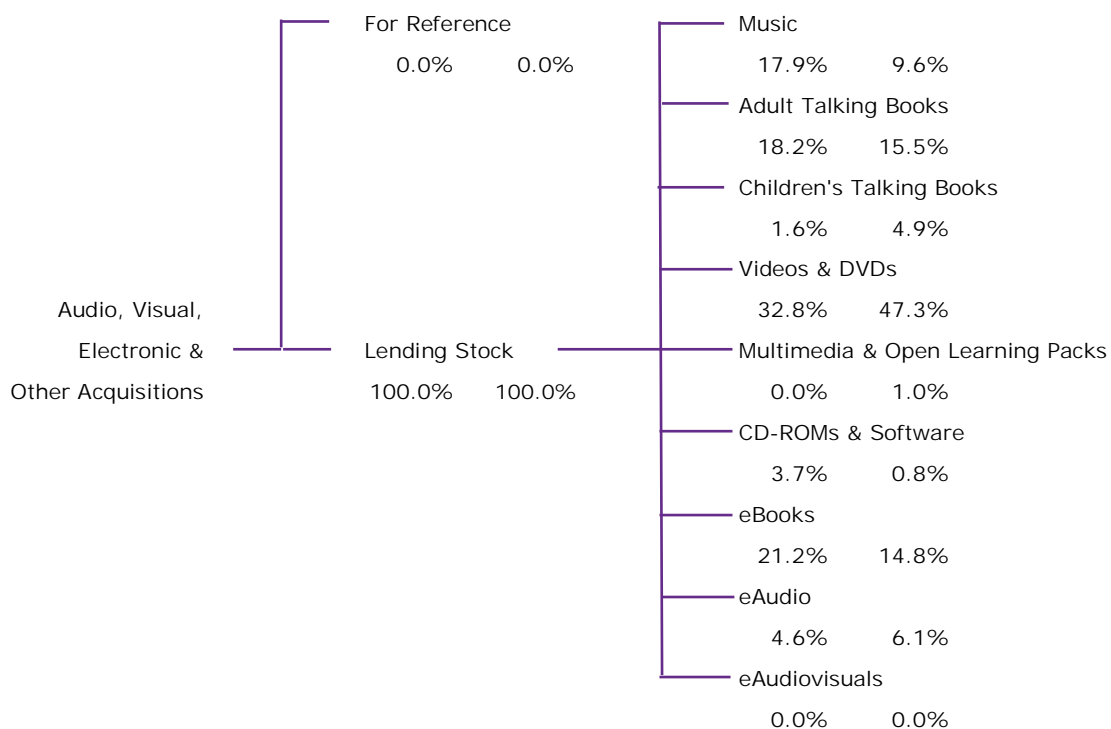 For Reference
0.0% 0.0%
Audio, Visual,
Electronic &
Other Acquisitions
Lending Stock
100.0% 100.0%
Music
17.9% 9.6%
Adult Talking Books
18.2% 15.5%
Children's Talking Books
1.6% 4.9%
Videos & DVDs
32.8% 47.3%
Multimedia & Open Learning Packs
0.0% 1.0%
CD-ROMs & Software
3.7% 0.8%
eBooks
21.2% 14.8%
eAudio
4.6% 6.1%
eAudiovisuals
0.0% 0.0%